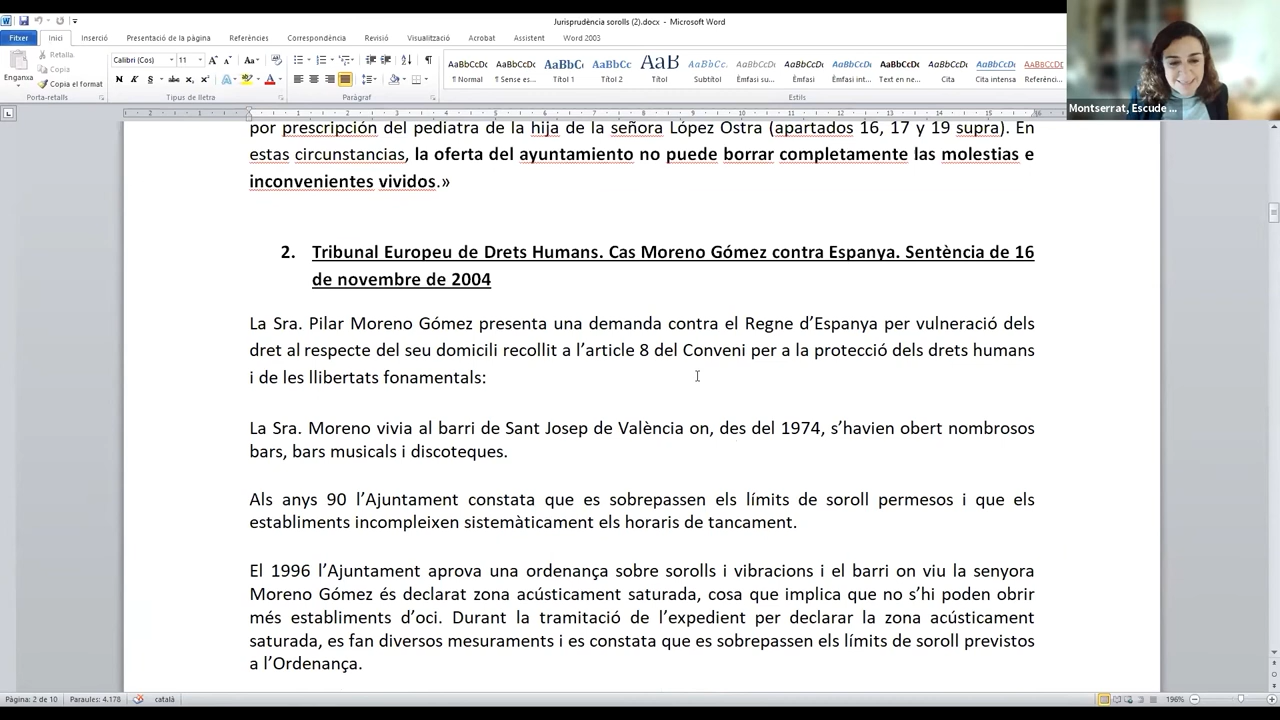 Jurisprudència sorolls (2).docx - Microsoft Word
Fitxer Inici Inserció Presentació de la pàgina Referències Correspondència Revisió Visualització Acrobat Assistent Word 2003
Enganxa
Retalla
Copia
Copia el format
Porta-retalls
Calibri (Cos) 11
Tipus de lletra
Paràgraf
AaBbCcDc AaBbCcDc AaBbC AaBbCc AaB AaBbCc. AaBbCcDc AaBbCcDc AaBbCcDc AaBbCcDc AaBbCcDc AaBbCcDc AABBCCDD
¶ Normal ¶ Sense es... Títol 1 Títol 2 Títol Subtítol Èmfasi su... Èmfasi Èmfasi int... Text en ne... Cita Cita intensa Referènci...
Estils
Montserrat, Escude ...
por prescripción del pediatra de la hija de la señora López Ostra (apartados 16, 17 y 19 supra). En
estas circunstancias, la oferta del ayuntamiento no puede borrar completamente las molestias e
inconvenientes vividos.»
2. Tribunal Europeu de Drets Humans. Cas Moreno Gómez contra Espanya. Sentència de 16
de novembre de 2004
La Sra. Pilar Moreno Gómez presenta una demanda contra el Regne d’Espanya per vulneració dels
dret al respecte del seu domicili recollit a l’article 8 del Conveni per a la protecció dels drets humans
i de les llibertats fonamentals:
La Sra. Moreno vivia al barri de Sant Josep de València on, des del 1974, s’havien obert nombrosos
bars, bars musicals i discoteques.
Als anys 90 l’Ajuntament constata que es sobrepassen els límits de soroll permesos i que els
establiments incompleixen sistemàticament els horaris de tancament.
El 1996 l’Ajuntament aprova una ordenança sobre sorolls i vibracions i el barri on viu la senyora
Moreno Gómez és declarat zona acústicament saturada, cosa que implica que no s’hi poden obrir
més establiments d’oci. Durant la tramitació de l’expedient per declarar la zona acústicament
saturada, es fan diversos mesuraments i es constata que es sobrepassen els límits de soroll previstos
a l’Ordenança.
Pàgina: 2 de 10 Paraules: 4.178 català 196%